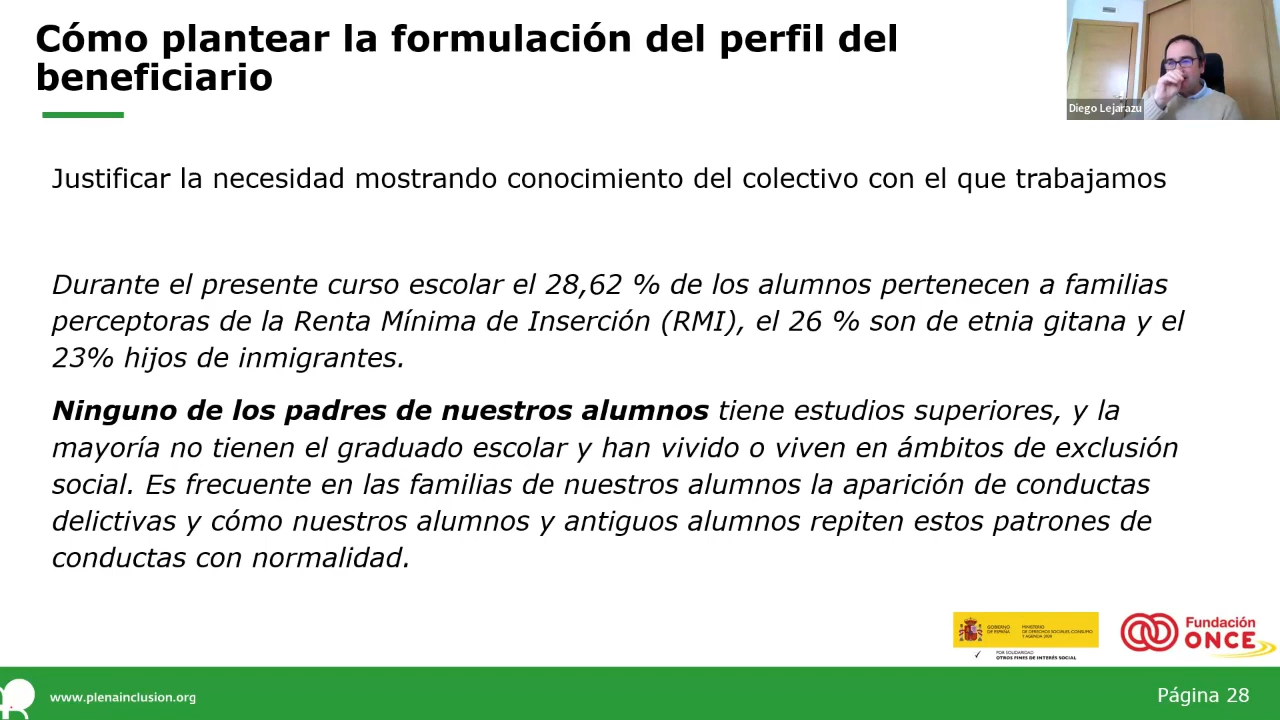 Cómo plantear la formulación del perfil del
beneficiario
Diego Lejarazu
Justificar la necesidad mostrando conocimiento del colectivo con el que trabajamos
Durante el presente curso escolar el 28,62 % de los alumnos pertenecen a familias
perceptoras de la Renta Mínima de Inserción (RMI), el 26 % son de etnia gitana y el
23% hijos de inmigrantes.
Ninguno de los padres de nuestros alumnos tiene estudios superiores, y la
mayoría no tienen el graduado escolar y han vivido o viven en ámbitos de exclusión
social. Es frecuente en las familias de nuestros alumnos la aparición de conductas
delictivas y cómo nuestros alumnos y antiguos alumnos repiten estos patrones de
conductas con normalidad.
GOBIERNO
DE ESPAÑA
MINISTERIO
DE DERECHOS SOCIALES, CONSUMO
Y AGENDA 2030
POR SOLIDARIDAD
OTROS FINES DE INTERÉS SOCIAL
Fundación
ONCE
www.plenainclusion.org
Página 28